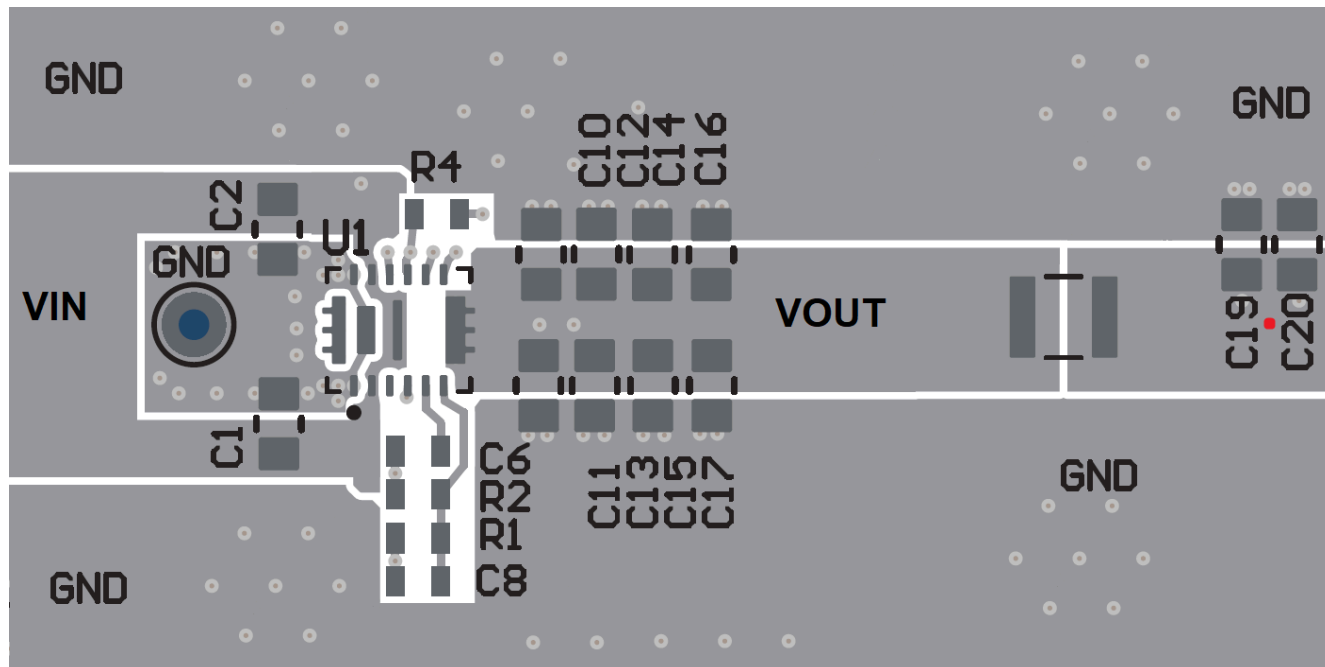 GND
GND
C10
C12
C14
C16
R4
C2
U1
GND
VIN
VOUT
C19
C20
C1
C6
R2
R1
C8
C11
C13
C15
C17
GND
GND